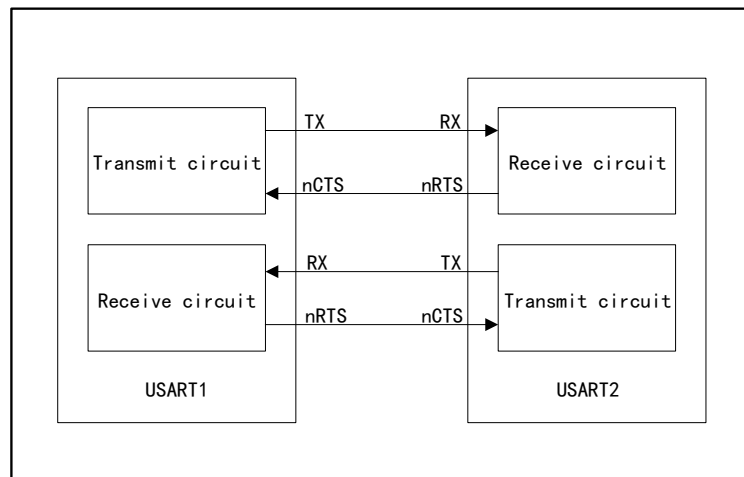 TX RX
Transmit circuit Receive circuit
nCTS nRTS
RX TX
Receive circuit Transmit circuit
nRTS nCTS
USART1 USART2